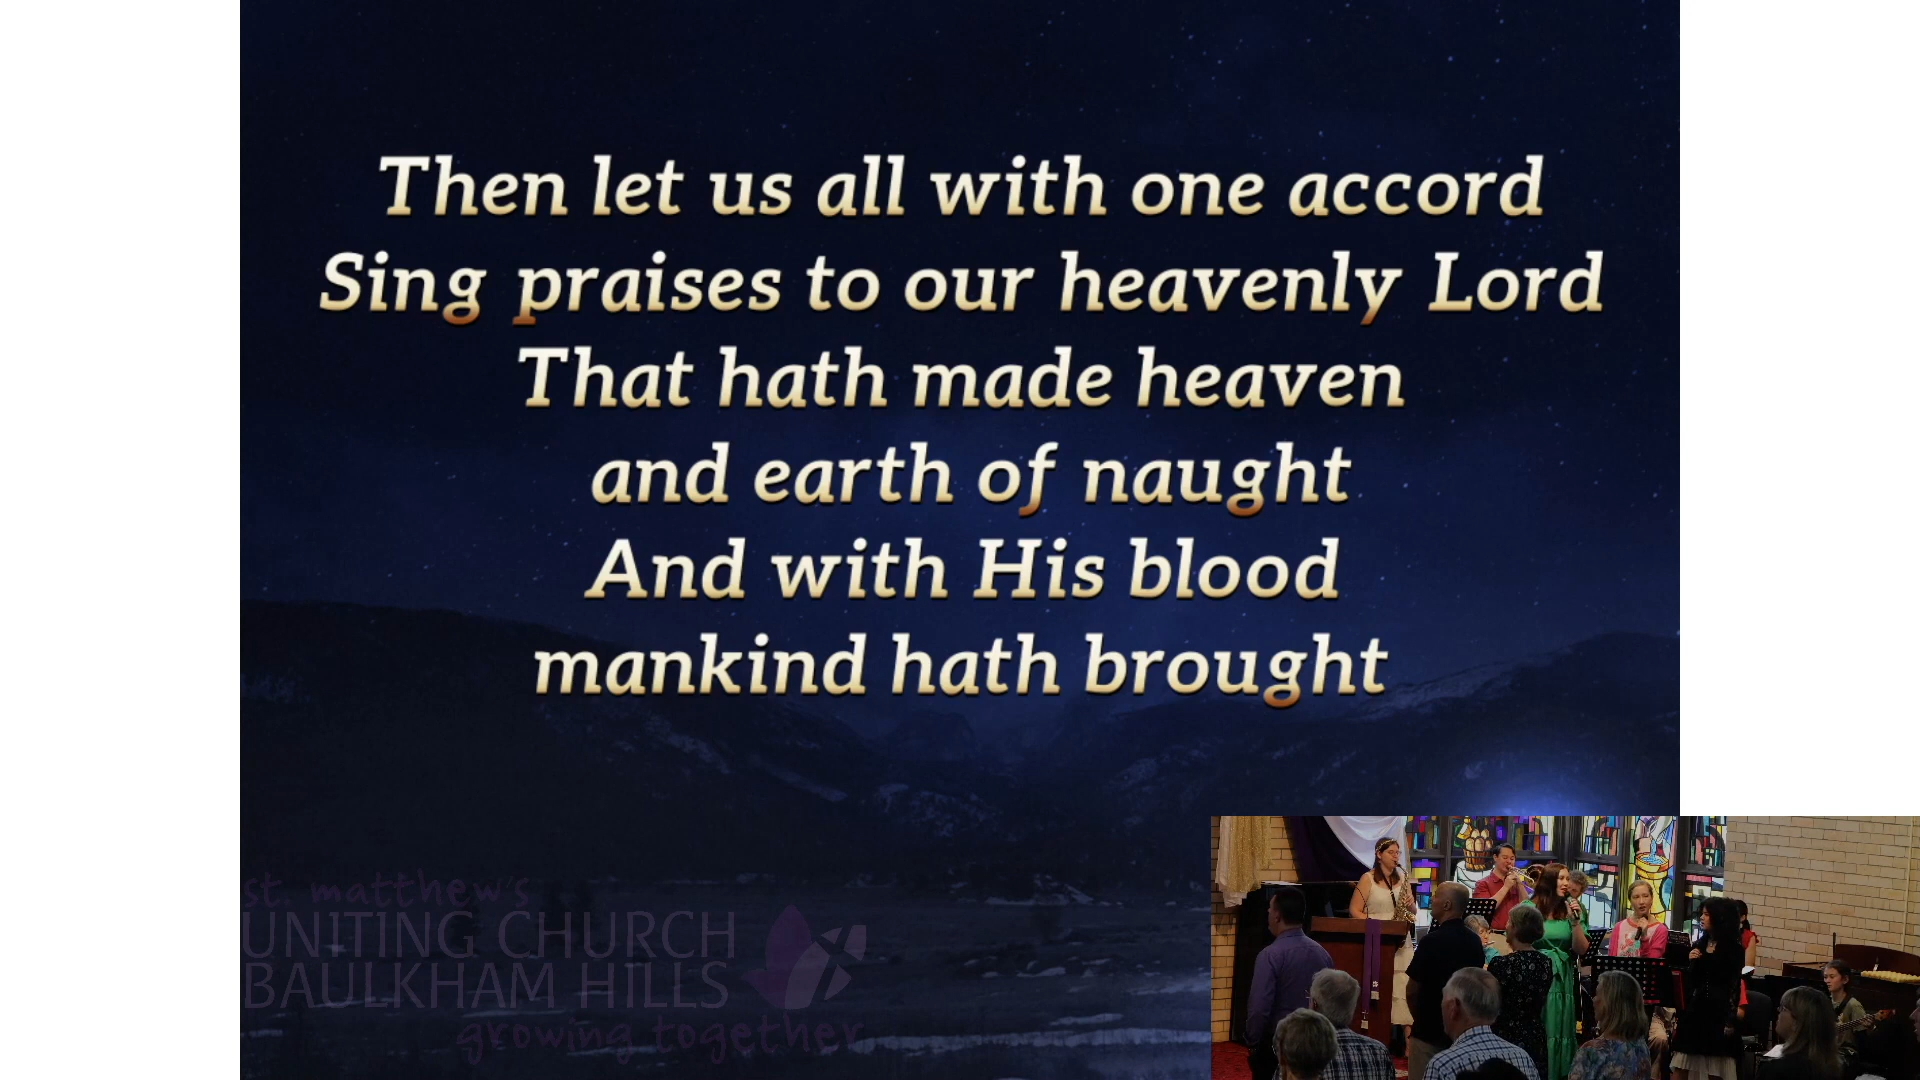 Then let us all with one accord
Sing praises to our heavenly Lord
That hath made heaven
and earth of naught
And with His blood
mankind hath brought
st. matthew's
UNITING CHURCH
BAULKHAM HILLS
growing together